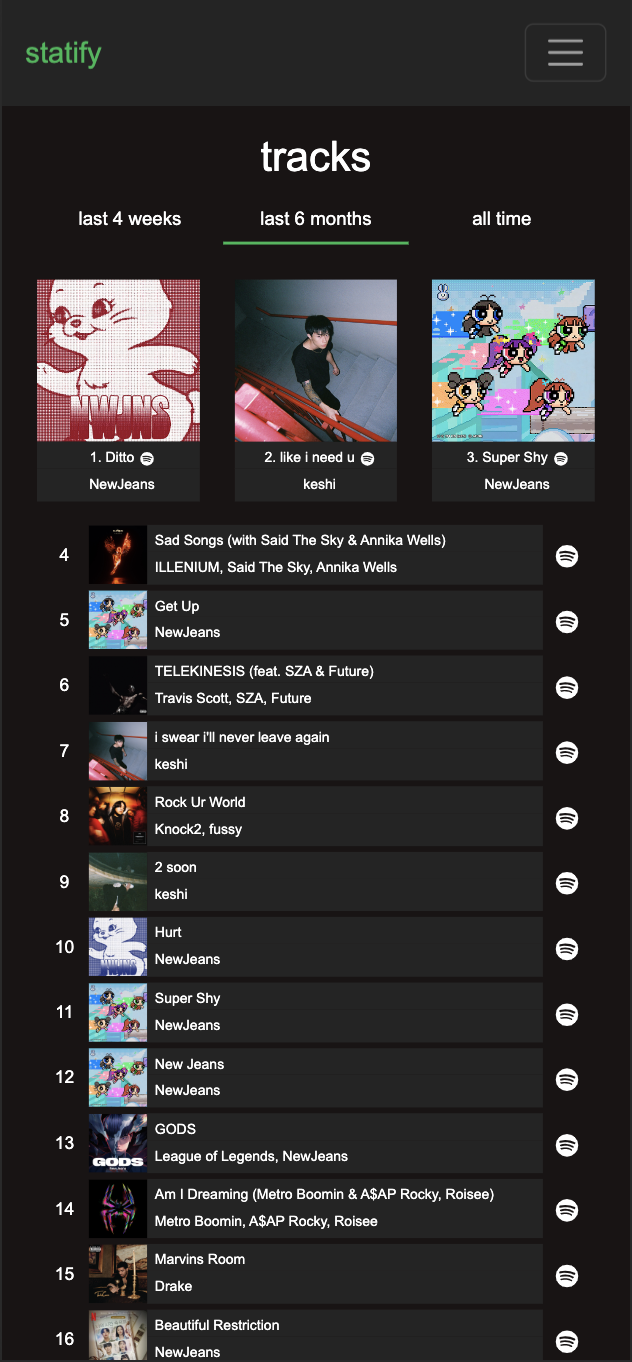 statify
tracks
last 4 weeks
last 6 months
all time
NWJNS
1. Ditto
NewJeans
2. like i need u
keshi
3. Super Shy
NewJeans
4
Sad Songs (with Said The Sky & Annika Wells)
ILLENIUM, Said The Sky, Annika Wells
5
Get Up
NewJeans
6
TELEKINESIS (feat. SZA & Future)
Travis Scott, SZA, Future
7
i swear i'll never leave again
keshi
8
Rock Ur World
Knock2, fussy
9
2 soon
keshi
10
NWJNS
Hurt
NewJeans
11
Super Shy
NewJeans
12
New Jeans
NewJeans
13
GODS
GODS
League of Legends, NewJeans
14
Am I Dreaming (Metro Boomin & A$AP Rocky, Roisee)
Metro Boomin, A$AP Rocky, Roisee
15
Marvins Room
Drake
16
Beautiful Restriction
NewJeans